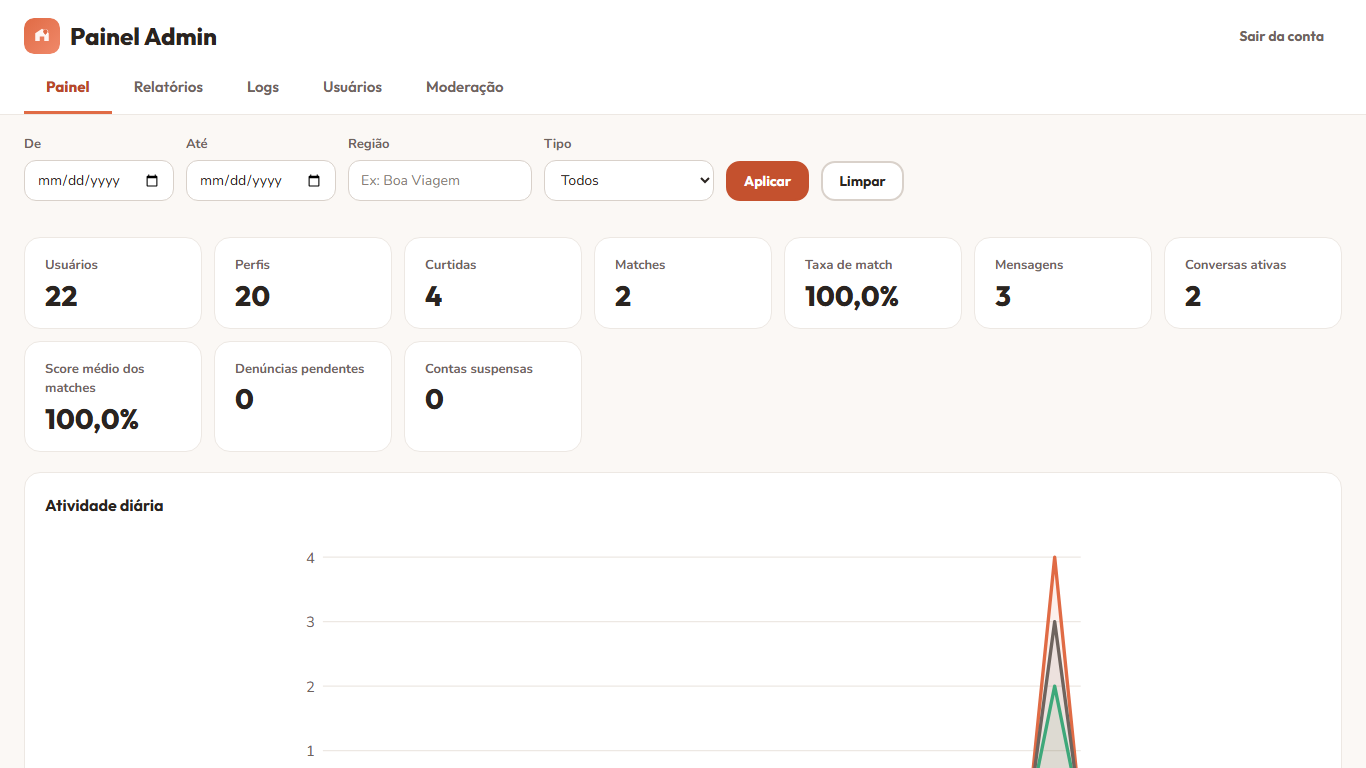 Painel Admin
Sair da conta
Painel Relatórios Logs Usuários Moderação
De Até Região Tipo
mm/dd/yyyy mm/dd/yyyy Ex: Boa Viagem Todos Aplicar Limpar
Usuários
22
Perfis
20
Curtidas
4
Matches
2
Taxa de match
100,0%
Mensagens
3
Conversas ativas
2
Score médio dos
matches
100,0%
Denúncias pendentes
0
Contas suspensas
0
Atividade diária
4
3
2
1